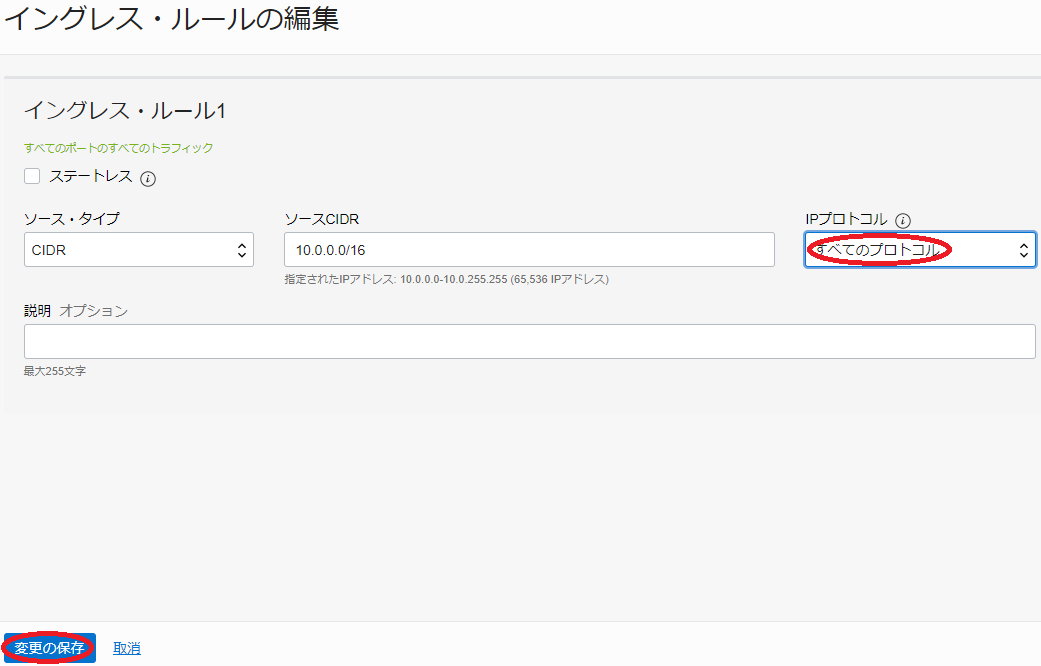 イングレス・ルールの編集
イングレス・ルール1
すべてのポートのすべてのトラフィック
ステートレス i
ソース・タイプ ソースCIDR IPプロトコル i
CIDR 10.0.0.0/16 すべてのプロトコル
指定されたIPアドレス: 10.0.0.0-10.0.255.255 (65,536 IPアドレス)
説明 オプション
最大255文字
変更の保存 取消